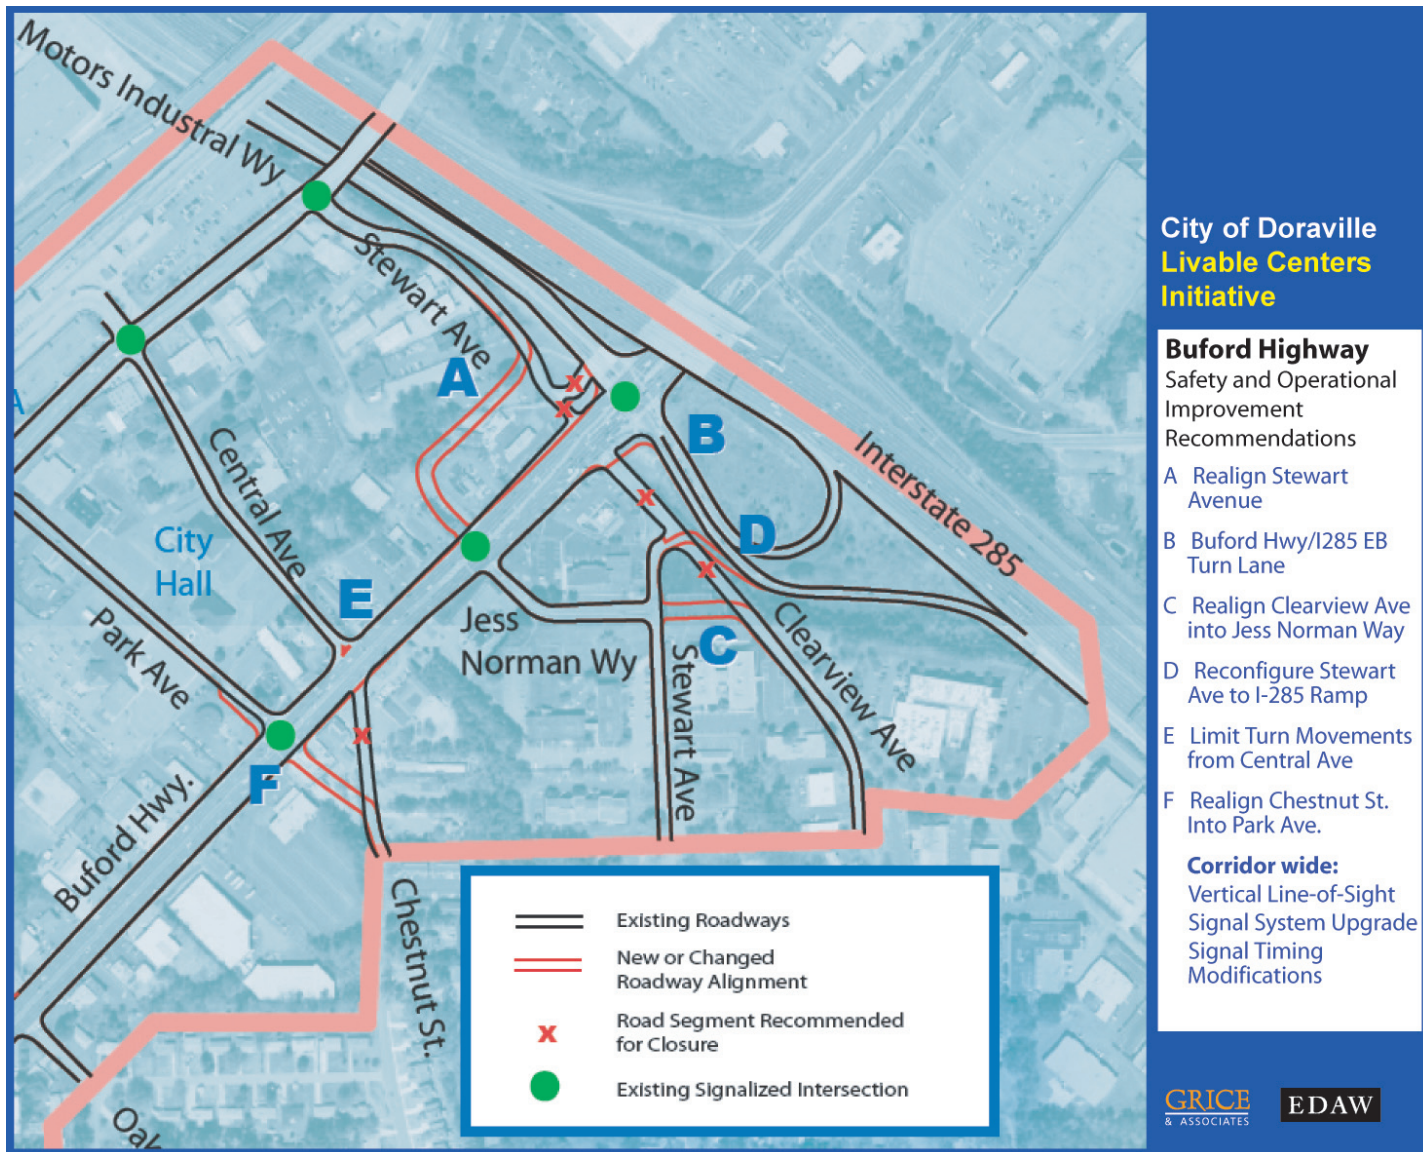 Motors Industral Wy
Stewart Ave
A
A
B
Interstate 285
Central Ave
City
Hall
D
E
Jess
Norman Wy
C
Clearview Ave
Park Ave
Stewart Ave
F
Buford Hwy.
Chestnut St.
Oak
x
x
x
x
x
Existing Roadways
New or Changed
Roadway Alignment
x
Road Segment Recommended
for Closure
Existing Signalized Intersection
City of Doraville
Livable Centers
Initiative
Buford Highway
Safety and Operational
Improvement
Recommendations
A Realign Stewart
Avenue
B Buford Hwy/I285 EB
Turn Lane
C Realign Clearview Ave
into Jess Norman Way
D Reconfigure Stewart
Ave to I-285 Ramp
E Limit Turn Movements
from Central Ave
F Realign Chestnut St.
Into Park Ave.
Corridor wide:
Vertical Line-of-Sight
Signal System Upgrade
Signal Timing
Modifications
GRICE
& ASSOCIATES
EDAW